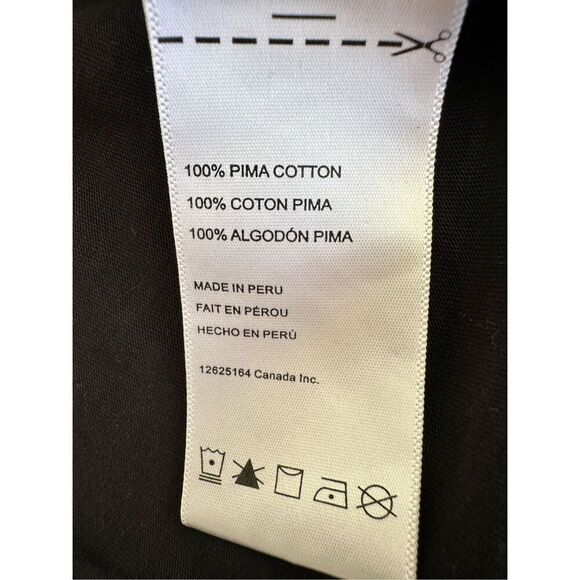 100% PIMA COTTON
100% COTON PIMA
100% ALGODÓN PIMA
MADE IN PERU
FAIT EN PÉROU
HECHO EN PERÚ
12625164 Canada Inc.